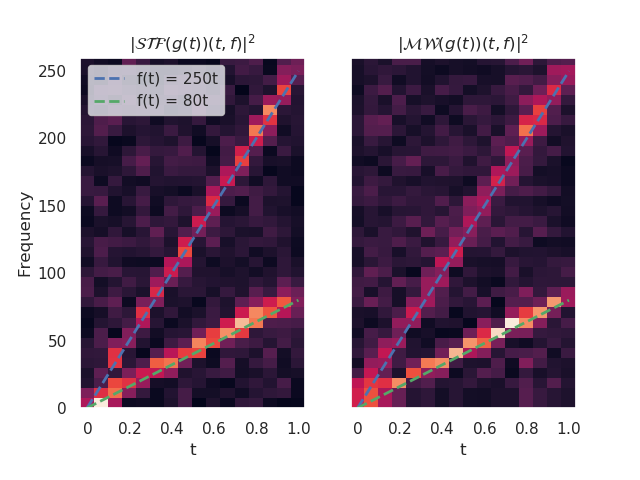 |𝒮𝒯ℱ(g(t))(t, f)|²
|ℳ𝒲(g(t))(t, f)|²
f(t) = 250t
f(t) = 80t
250
200
150
100
50
0
Frequency
0 0.2 0.4 0.6 0.8 1.0
0 0.2 0.4 0.6 0.8 1.0
t
t